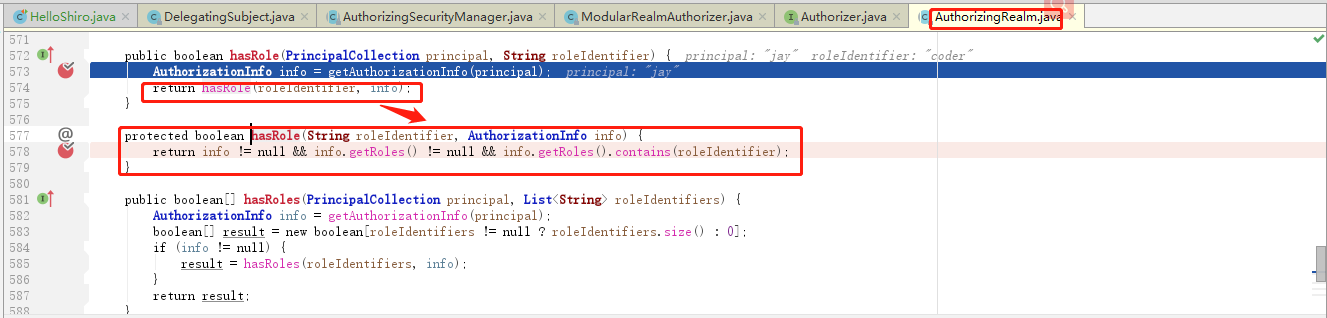 HelloShiro.java × DelegatingSubject.java × AuthorizingSecurityManager.java × ModularRealmAuthorizer.java × Authorizer.java × AuthorizingRealm.java ×
571
572 public boolean hasRole(PrincipalCollection principal, String roleIdentifier) { principal: "jay" roleIdentifier: "coder"
573 AuthorizationInfo info = getAuthorizationInfo(principal); principal: "jay"
574 return hasRole(roleIdentifier, info);
575 }
576
577 @ protected boolean hasRole(String roleIdentifier, AuthorizationInfo info) {
578 return info != null && info.getRoles() != null && info.getRoles().contains(roleIdentifier);
579 }
580
581 public boolean[] hasRoles(PrincipalCollection principal, List<String> roleIdentifiers) {
582 AuthorizationInfo info = getAuthorizationInfo(principal);
583 boolean[] result = new boolean[roleIdentifiers != null ? roleIdentifiers.size() : 0];
584 if (info != null) {
585 result = hasRoles(roleIdentifiers, info);
586 }
587 return result;
588 }